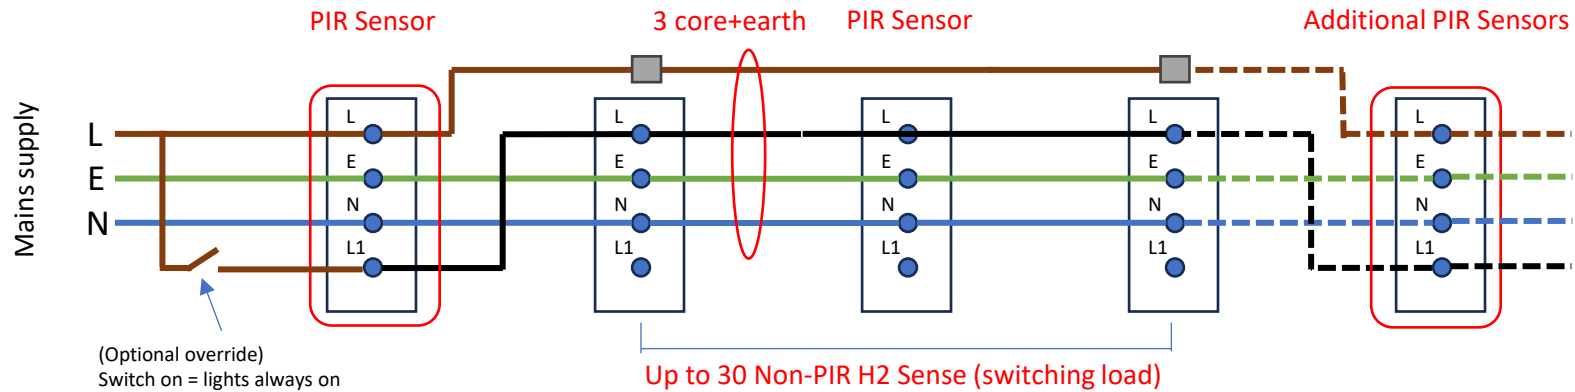 PIR Sensor
3 core+earth
PIR Sensor
Additional PIR Sensors
Mains supply
L
E
N
L
E
N
L1
L
E
N
L1
L
E
N
L1
L
E
N
L1
L
E
N
L1
(Optional override)
Switch on = lights always on
Up to 30 Non-PIR H2 Sense (switching load)